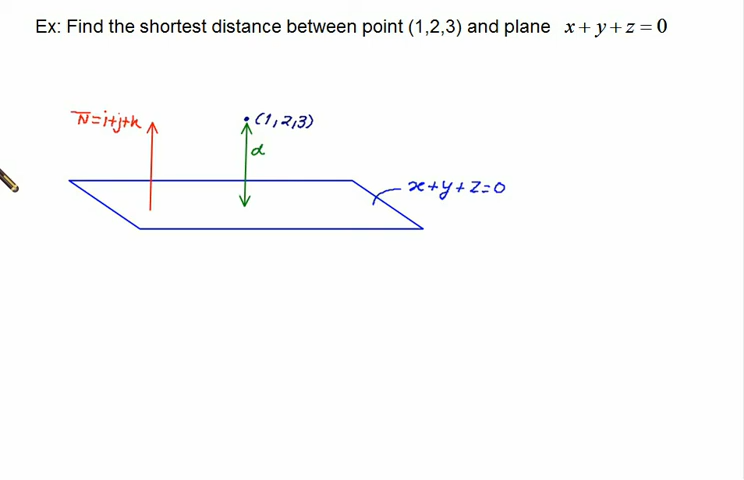 Ex: Find the shortest distance between point (1,2,3) and plane x + y + z = 0
N̅=i+j+k
(1,2,3)
d
x+y+z=0